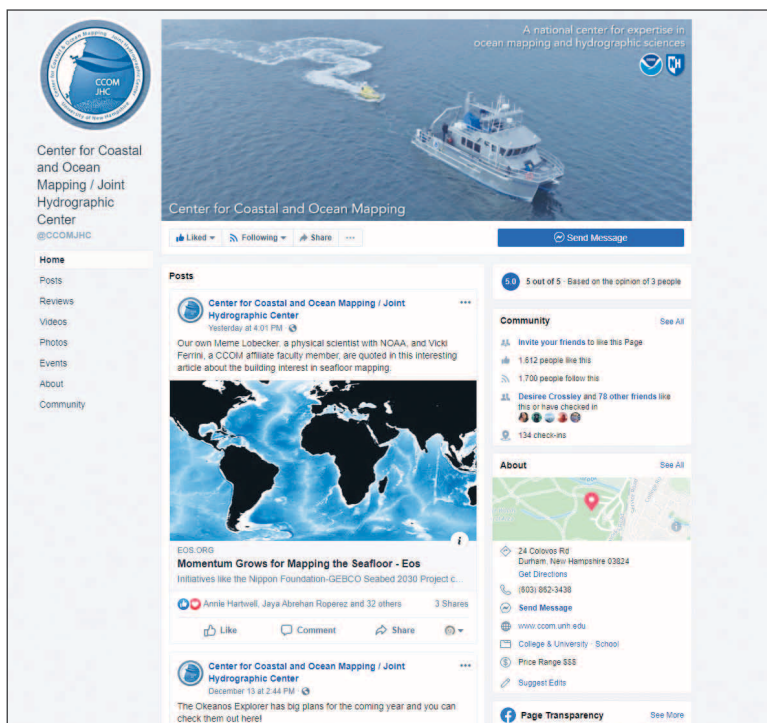 Center for Coastal & Ocean Mapping · Joint Hydrographic Center
University of New Hampshire
CCOM
JHC
A national center for expertise in
ocean mapping and hydrographic sciences
NH
Center for Coastal and Ocean Mapping
Center for Coastal
and Ocean
Mapping / Joint
Hydrographic
Center
@CCOMJHC
Home
Posts
Reviews
Videos
Photos
Events
About
Community
Liked
Following
Share
Send Message
Posts
Center for Coastal and Ocean Mapping / Joint
Hydrographic Center
Yesterday at 4:01 PM ·
Our own Meme Lobecker, a physical scientist with NOAA, and Vicki
Ferrini, a CCOM affiliate faculty member, are quoted in this interesting
article about the building interest in seafloor mapping.
EOS.ORG
Momentum Grows for Mapping the Seafloor - Eos
Initiatives like the Nippon Foundation-GEBCO Seabed 2030 Project c...
Annie Hartwell, Jaya Abrehan Roperez and 32 others
3 Shares
Like
Comment
Share
Center for Coastal and Ocean Mapping / Joint
Hydrographic Center
December 13 at 2:44 PM ·
The Okeanos Explorer has big plans for the coming year and you can
check them out here!
5.0
5 out of 5 · Based on the opinion of 3 people
Community
See All
Invite your friends to like this Page
1,612 people like this
1,700 people follow this
Desiree Crossley and 78 other friends like
this or have checked in
134 check-ins
About
See All
24 Colovos Rd
Durham, New Hampshire 03824
Get Directions
(603) 862-3438
Send Message
www.ccom.unh.edu
College & University · School
Price Range $$$
Suggest Edits
Page Transparency
See More